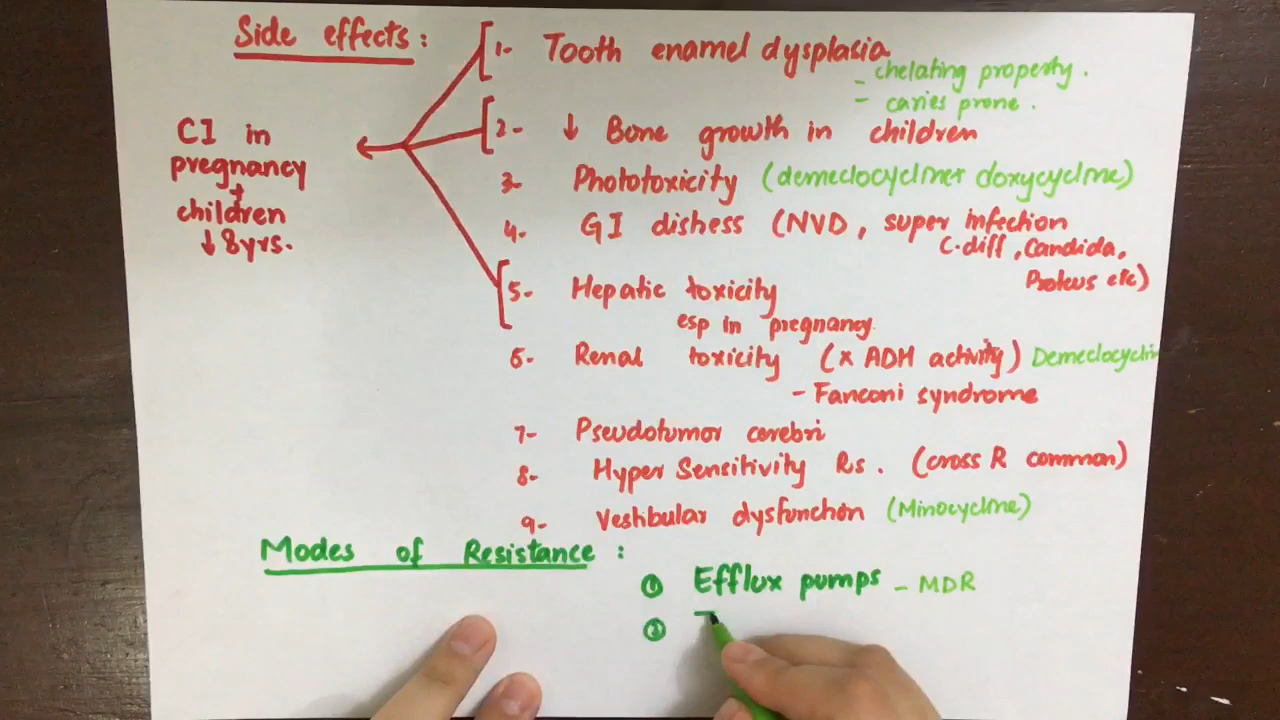 Side effects :
1- Tooth enamel dysplasia
- chelating property.
- caries prone.
CI in pregnancy + children ↓ 8yrs.
2- ↓ Bone growth in children
3- Phototoxicity (demeclocycline+ doxycycline)
4- GI distress (NVD, super infection
C.diff, Candida,
Proteus etc)
5- Hepatic toxicity
esp in pregnancy.
6- Renal toxicity (x ADH activity) Demeclocyclin
- Fanconi syndrome
7- Pseudotumor cerebri
8- Hyper Sensitivity Rs. (cross R common)
9- Vestibular dysfunction (Minocycline)
Modes of Resistance :
① Efflux pumps - MDR
②